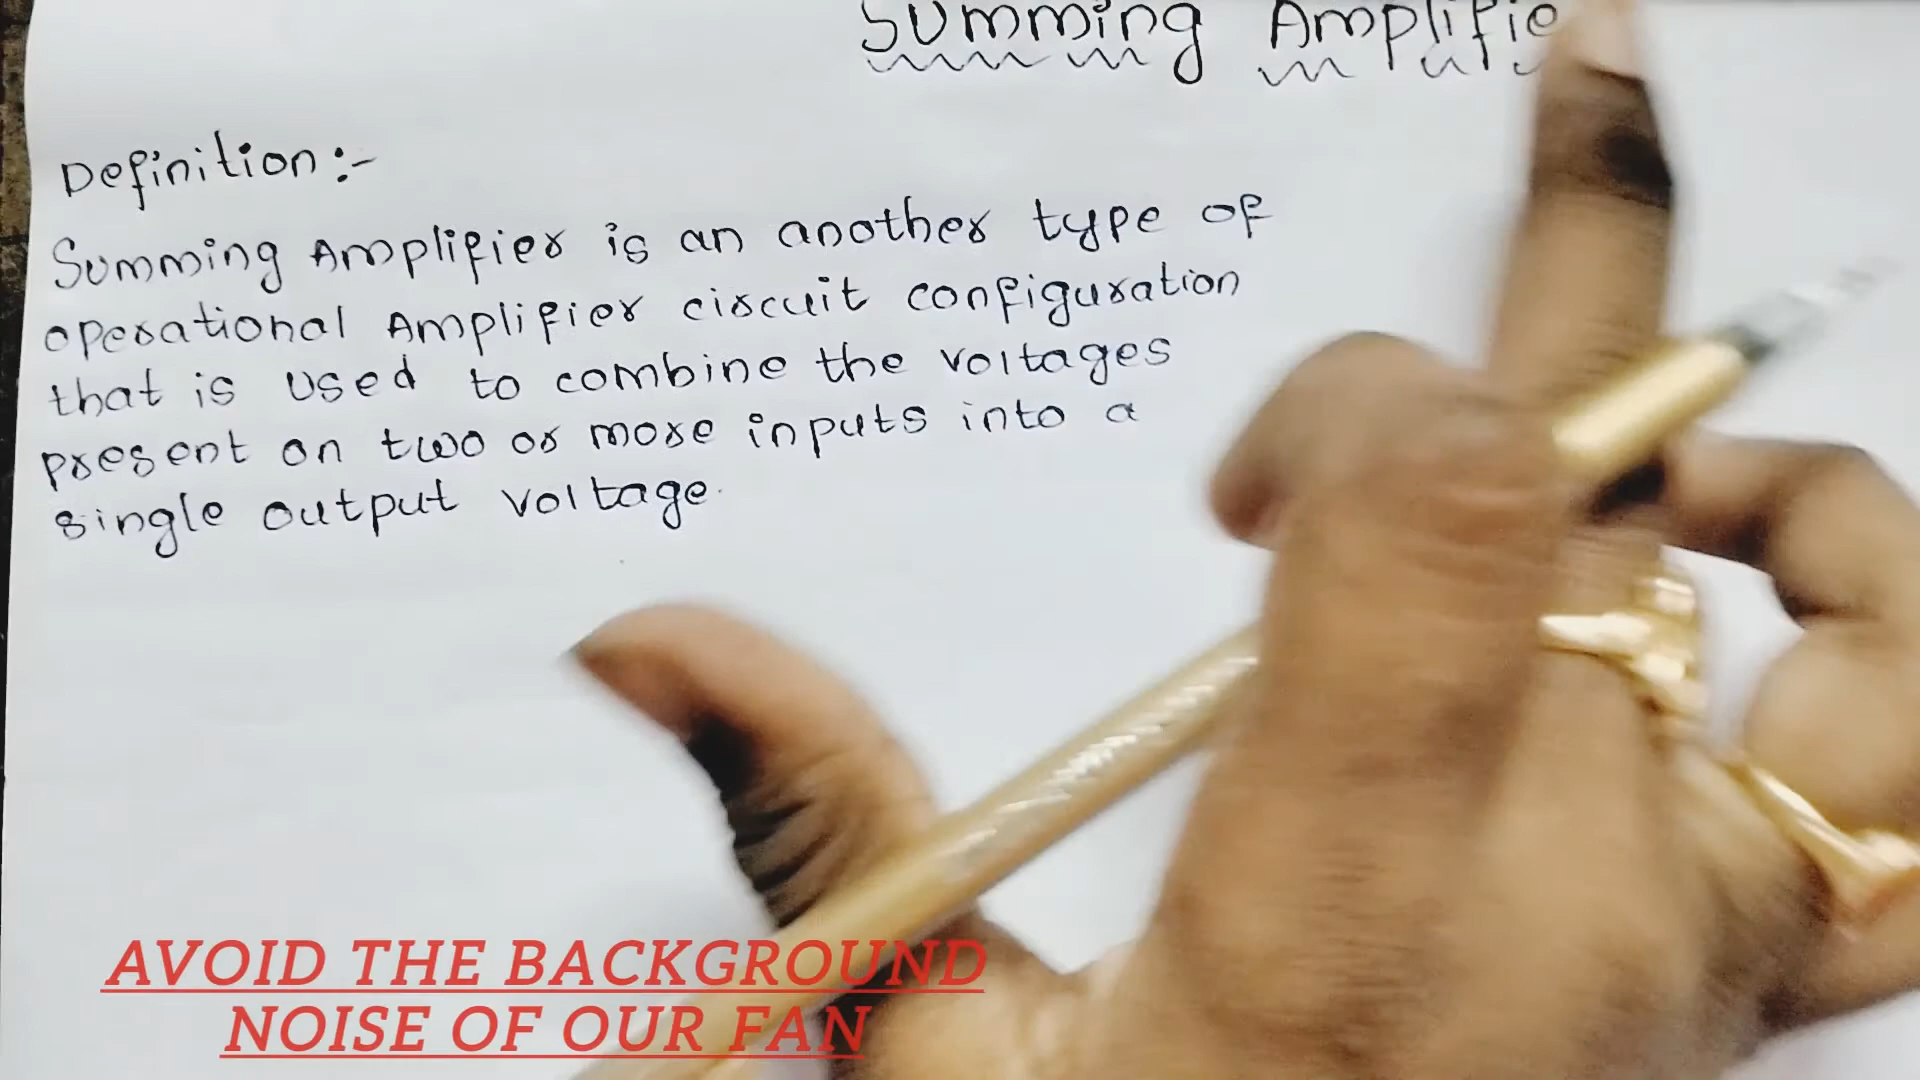 Summing Amplifie
Definition :-
Summing Amplifier is an another type of
operational Amplifier circuit configuration
that is used to combine the voltages
present on two or more inputs into a
single output voltage.
AVOID THE BACKGROUND
NOISE OF OUR FAN